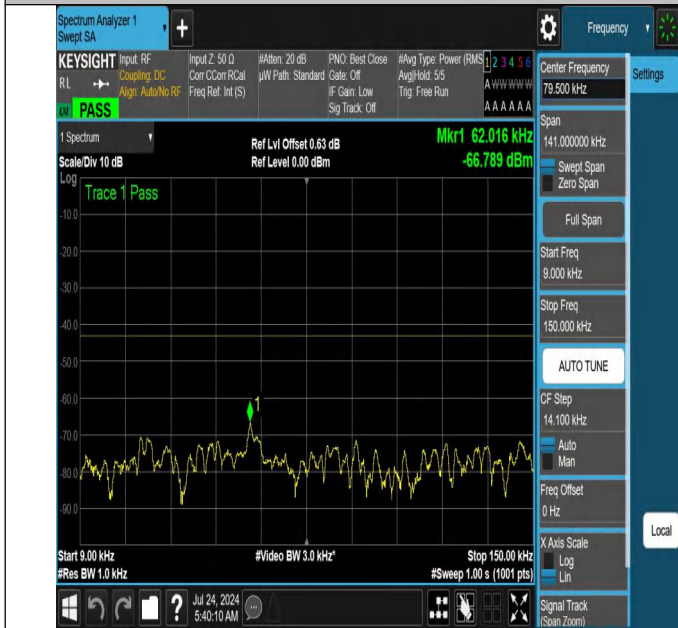 Spectrum Analyzer 1
Swept SA
+
Frequency
KEYSIGHT
RL
LXI
PASS
Input: RF
Coupling: DC
Align: Auto/No RF
Input Z: 50 Ω
Corr CCorr RCal
Freq Ref: Int (S)
#Atten: 20 dB
µW Path: Standard
PNO: Best Close
Gate: Off
IF Gain: Low
Sig Track: Off
#Avg Type: Power (RMS
Avg|Hold: 5/5
Trig: Free Run
1 2 3 4 5 6
A W W W W W
A A A A A A
1 Spectrum
Scale/Div 10 dB
Log
Ref Lvl Offset 0.63 dB
Ref Level 0.00 dBm
Mkr1 62.016 kHz
-66.789 dBm
Trace 1 Pass
-10.0
-20.0
-30.0
-40.0
-50.0
-60.0
-70.0
-80.0
-90.0
1
Start 9.00 kHz
#Res BW 1.0 kHz
#Video BW 3.0 kHz*
Stop 150.00 kHz
#Sweep 1.00 s (1001 pts)
?
Jul 24, 2024
5:40:10 AM
Center Frequency
79.500 kHz
Settings
Span
141.000000 kHz
Swept Span
Zero Span
Full Span
Start Freq
9.000 kHz
Stop Freq
150.000 kHz
AUTO TUNE
CF Step
14.100 kHz
Auto
Man
Freq Offset
0 Hz
X Axis Scale
Log
Lin
Local
Signal Track
(Span Zoom)